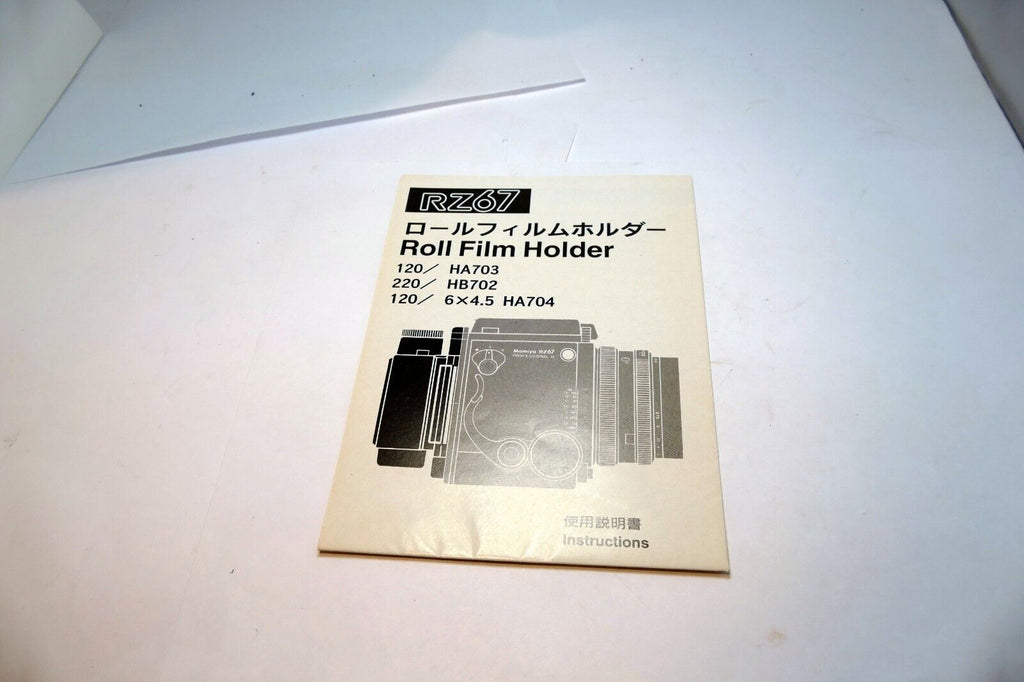 RZ67
ロールフィルムホルダー
Roll Film Holder
120／ HA703
220／ HB702
120／ 6×4.5 HA704
Mamiya RZ67
PROFESSIONAL II
使用説明書
Instructions